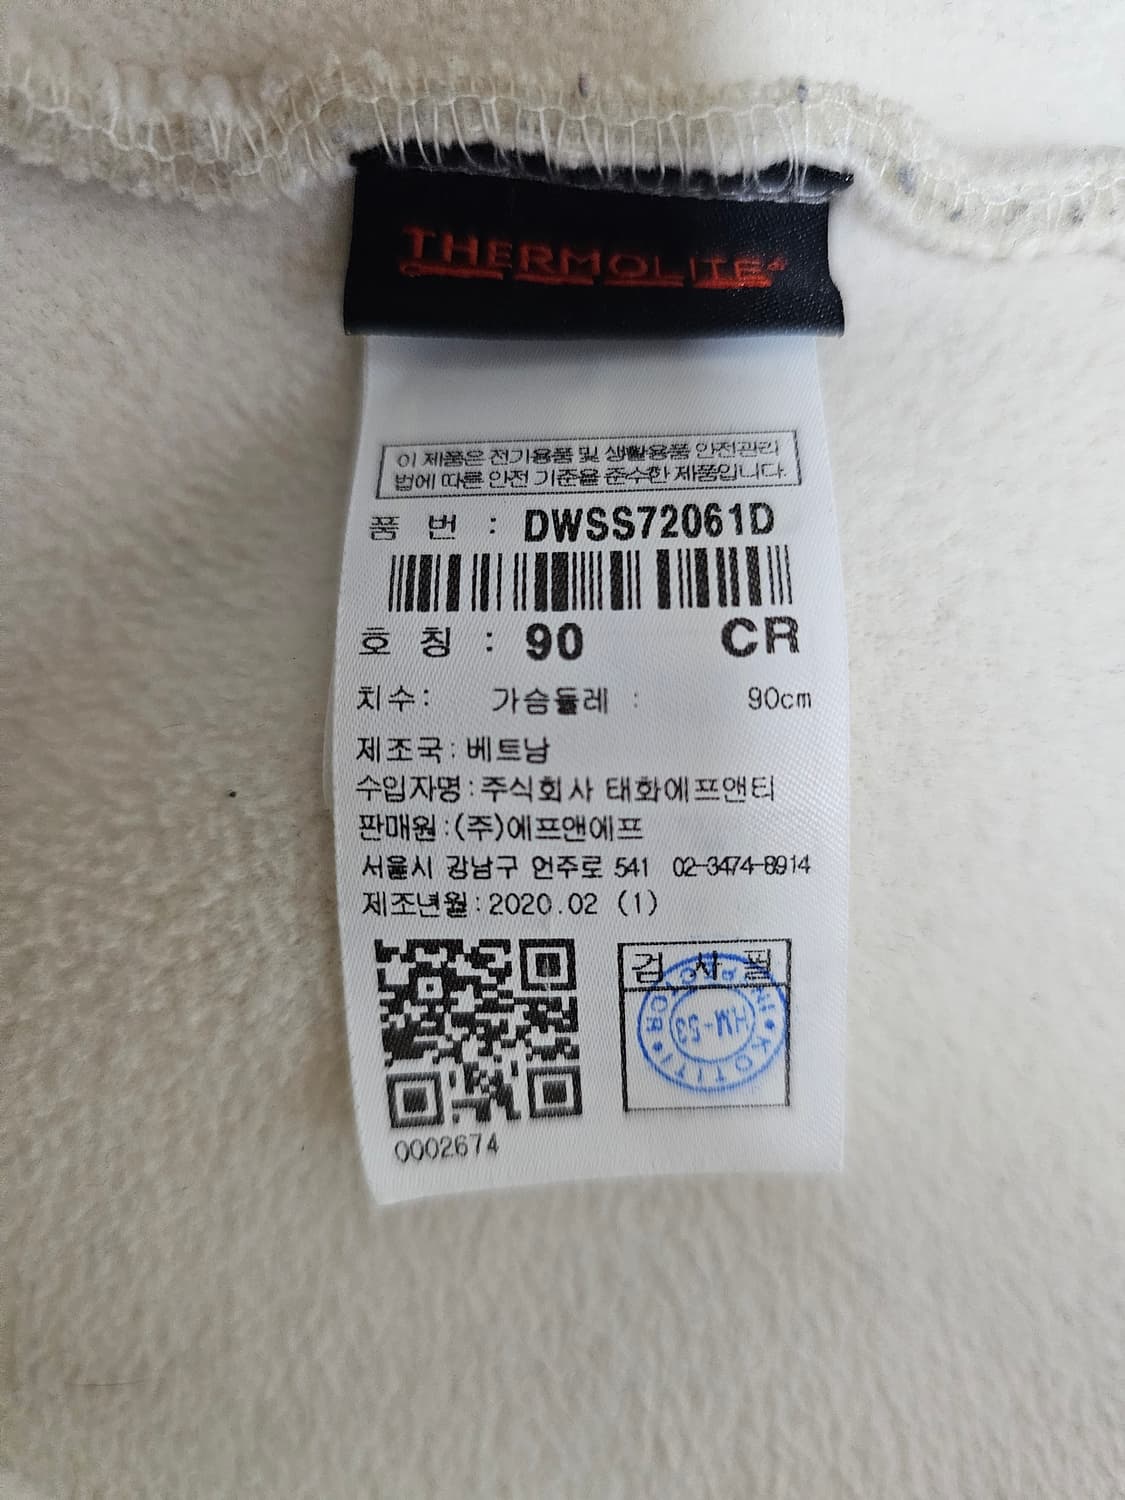 THERMOLITE®
이 제품은 전기용품 및 생활용품 안전관리
법에 따른 안전 기준을 준수한 제품입니다.
품 번 : DWSS72061D
호 칭 : 90 CR
치수: 가슴둘레 : 90cm
제조국:베트남
수입자명:주식회사 태화에프앤티
판매원:(주)에프앤에프
서울시 강남구 언주로 541 02-3474-8914
제조년월:2020.02 (1)
검 사 필
KOTITI
HM-53
0002674